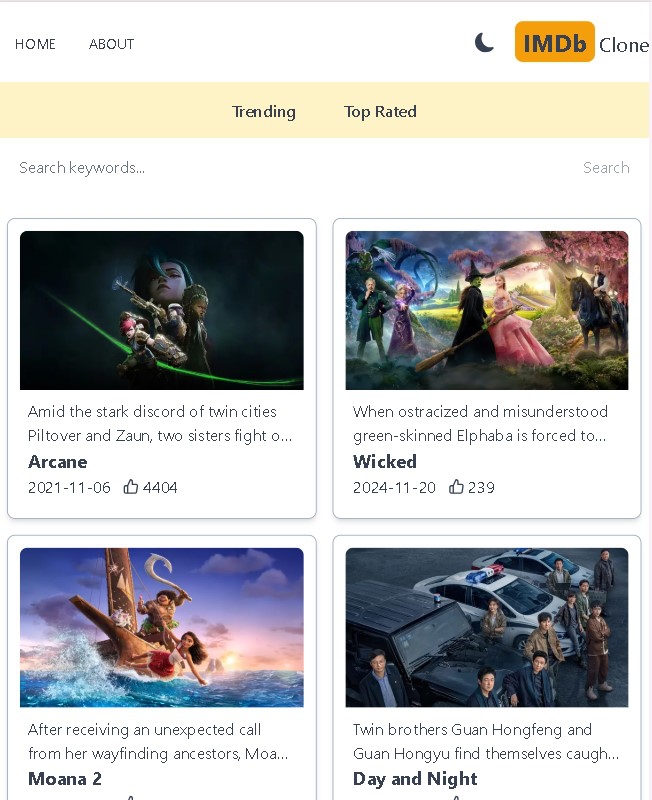 HOME ABOUT IMDb Clone
Trending Top Rated
Search keywords... Search
Amid the stark discord of twin cities
Piltover and Zaun, two sisters fight o...
Arcane
2021-11-06 4404
When ostracized and misunderstood
green-skinned Elphaba is forced to...
Wicked
2024-11-20 239
After receiving an unexpected call
from her wayfinding ancestors, Moa...
Moana 2
Twin brothers Guan Hongfeng and
Guan Hongyu find themselves caugh...
Day and Night